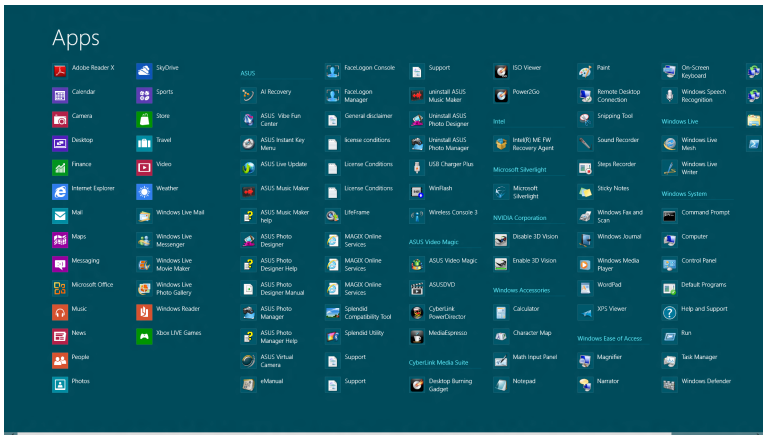 Apps
Adobe Reader X
Calendar
Camera
Desktop
Finance
Internet Explorer
Mail
Maps
Messaging
Microsoft Office
Music
News
People
Photos
SkyDrive
Sports
Store
Travel
Video
Weather
Windows Live Mail
Windows Live
Messenger
Windows Live
Movie Maker
Windows Live
Photo Gallery
Windows Reader
Xbox LIVE Games
ASUS
AI Recovery
ASUS Vibe Fun
Center
ASUS Instant Key
Menu
ASUS Live Update
ASUS Music Maker
ASUS Music Maker
help
ASUS Photo
Designer
ASUS Photo
Designer Help
ASUS Photo
Designer Manual
ASUS Photo
Manager
ASUS Photo
Manager Help
ASUS Virtual
Camera
eManual
FaceLogon Console
FaceLogon
Manager
General disclaimer
license conditions
License Conditions
License Conditions
LifeFrame
MAGIX Online
Services
MAGIX Online
Services
MAGIX Online
Services
Splendid
Compatibility Tool
Splendid Utility
Support
Support
Support
uninstall ASUS
Music Maker
Uninstall ASUS
Photo Designer
Uninstall ASUS
Photo Manager
USB Charger Plus
WinFlash
Wireless Console 3
ASUS Video Magic
ASUS Video Magic
ASUSDVD
CyberLink
PowerDirector
MediaEspresso
CyberLink Media Suite
Desktop Burning
Gadget
ISO Viewer
Power2Go
Intel
Intel(R) ME FW
Recovery Agent
Microsoft Silverlight
Microsoft
Silverlight
NVIDIA Corporation
Disable 3D Vision
Enable 3D Vision
Windows Accessories
Calculator
Character Map
Math Input Panel
Notepad
Paint
Remote Desktop
Connection
Snipping Tool
Sound Recorder
Steps Recorder
Sticky Notes
Windows Fax and
Scan
Windows Journal
Windows Media
Player
WordPad
XPS Viewer
Windows Ease of Access
Magnifier
Narrator
On-Screen
Keyboard
Windows Speech
Recognition
Windows Live
Windows Live
Mesh
Windows Live
Writer
Windows System
Command Prompt
Computer
Control Panel
Default Programs
Help and Support
Run
Task Manager
Windows Defender